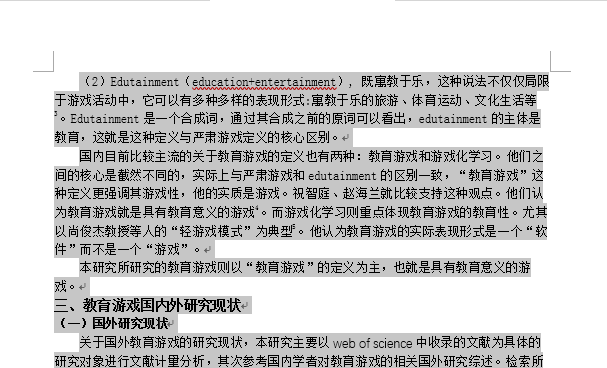 （2）Edutainment（education+entertainment）, 既寓教于乐，这种说法不仅仅局限
于游戏活动中，它可以有多种多样的表现形式:寓教于乐的旅游、体育运动、文化生活等
3。Edutainment 是一个合成词，通过其合成之前的原词可以看出，edutainment 的主体是
教育，这就是这种定义与严肃游戏定义的核心区别。
国内目前比较主流的关于教育游戏的定义也有两种：教育游戏和游戏化学习。他们之
间的核心是截然不同的，实际上与严肃游戏和 edutainment 的区别一致，“教育游戏”这
种定义更强调其游戏性，他的实质是游戏。祝智庭、赵海兰就比较支持这种观点。他们认
为教育游戏就是具有教育意义的游戏4。而游戏化学习则重点体现教育游戏的教育性。尤其
以尚俊杰教授等人的“轻游戏模式”为典型5。他认为教育游戏的实际表现形式是一个“软
件”而不是一个“游戏”。
本研究所研究的教育游戏则以“教育游戏”的定义为主，也就是具有教育意义的游
戏。
三、教育游戏国内外研究现状
（一）国外研究现状
关于国外教育游戏的研究现状，本研究主要以 web of science 中收录的文献为具体的
研究对象进行文献计量分析，其次参考国内学者对教育游戏的相关国外研究综述。检索所